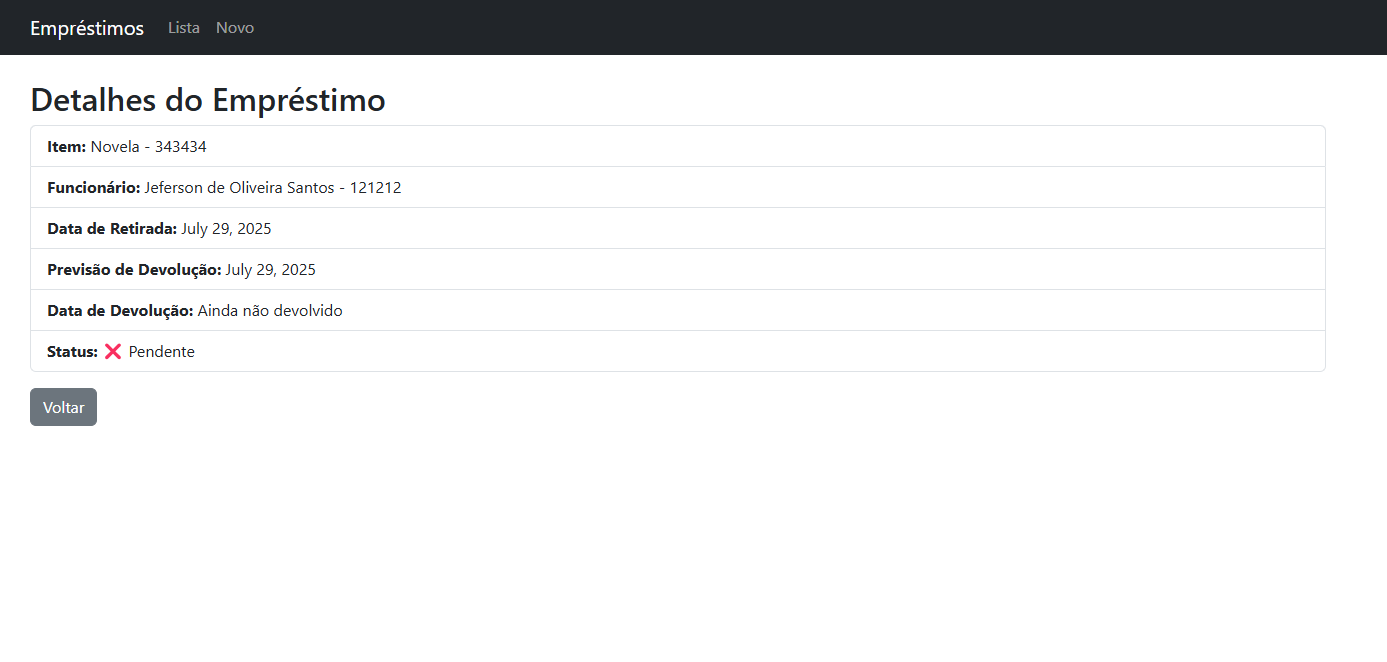 Empréstimos Lista Novo
Detalhes do Empréstimo
Item: Novela - 343434
Funcionário: Jeferson de Oliveira Santos - 121212
Data de Retirada: July 29, 2025
Previsão de Devolução: July 29, 2025
Data de Devolução: Ainda não devolvido
Status: ❌ Pendente
Voltar